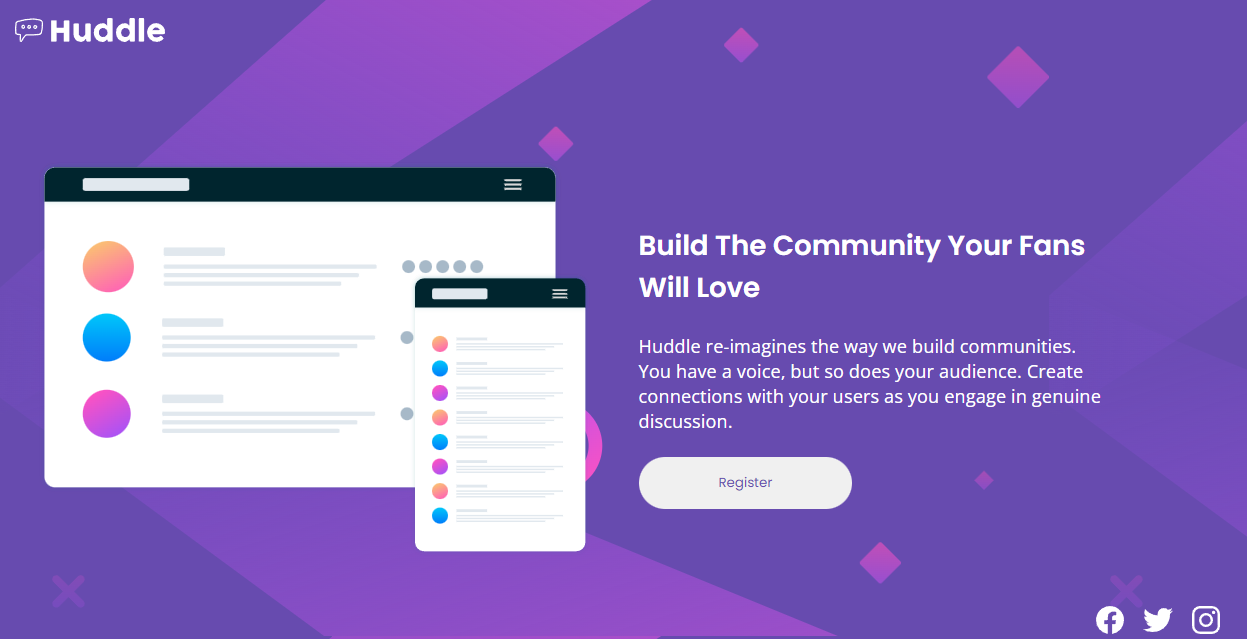 Huddle
Build The Community Your Fans
Will Love
Huddle re-imagines the way we build communities.
You have a voice, but so does your audience. Create
connections with your users as you engage in genuine
discussion.
Register